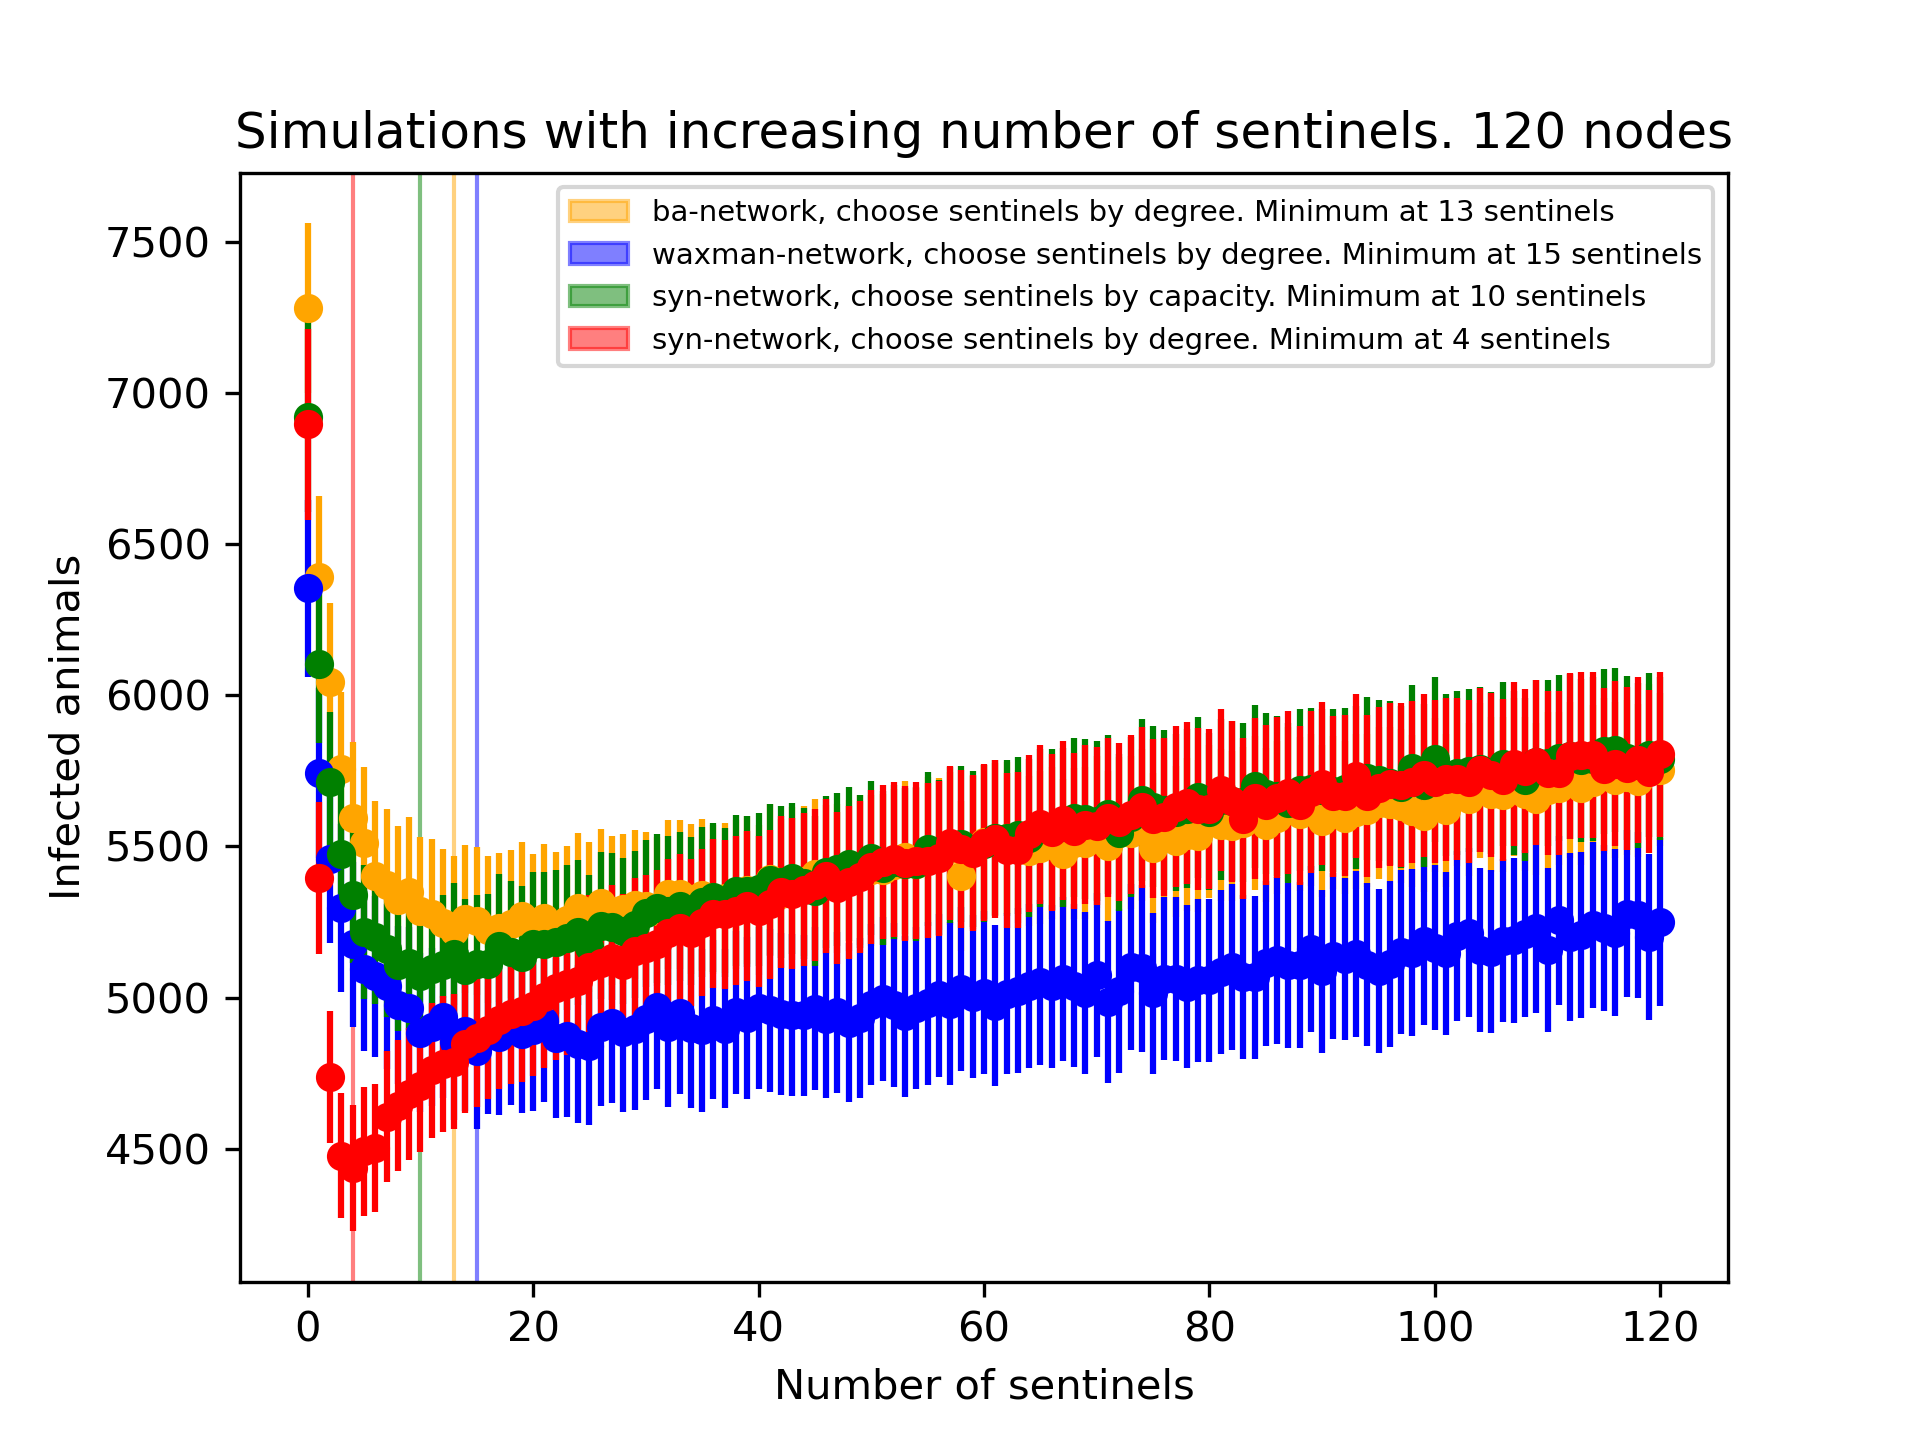 Simulations with increasing number of sentinels. 120 nodes
ba-network, choose sentinels by degree. Minimum at 13 sentinels
waxman-network, choose sentinels by degree. Minimum at 15 sentinels
syn-network, choose sentinels by capacity. Minimum at 10 sentinels
syn-network, choose sentinels by degree. Minimum at 4 sentinels
Infected animals
7500
7000
6500
6000
5500
5000
4500
0 20 40 60 80 100 120
Number of sentinels